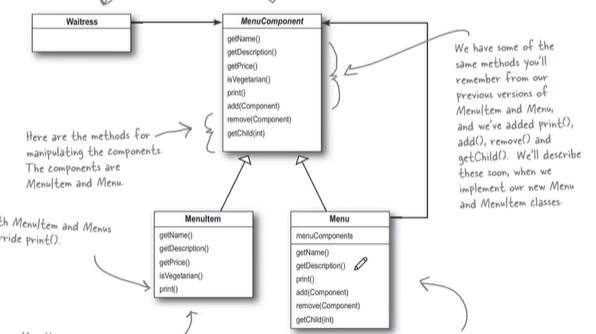 Waitress
MenuComponent
getName()
getDescription()
getPrice()
isVegetarian()
print()
add(Component)
remove(Component)
getChild(int)
We have some of the
same methods you'll
remember from our
previous versions of
MenuItem and Menu,
and we've added print(),
add(), remove() and
getChild(). We'll describe
these soon, when we
implement our new Menu
and MenuItem classes.
Here are the methods for
manipulating the components.
The components are
MenuItem and Menu.
MenuItem and Menus
print().
MenuItem
getName()
getDescription()
getPrice()
isVegetarian()
print()
Menu
menuComponents
getName()
getDescription()
print()
add(Component)
remove(Component)
getChild(int)